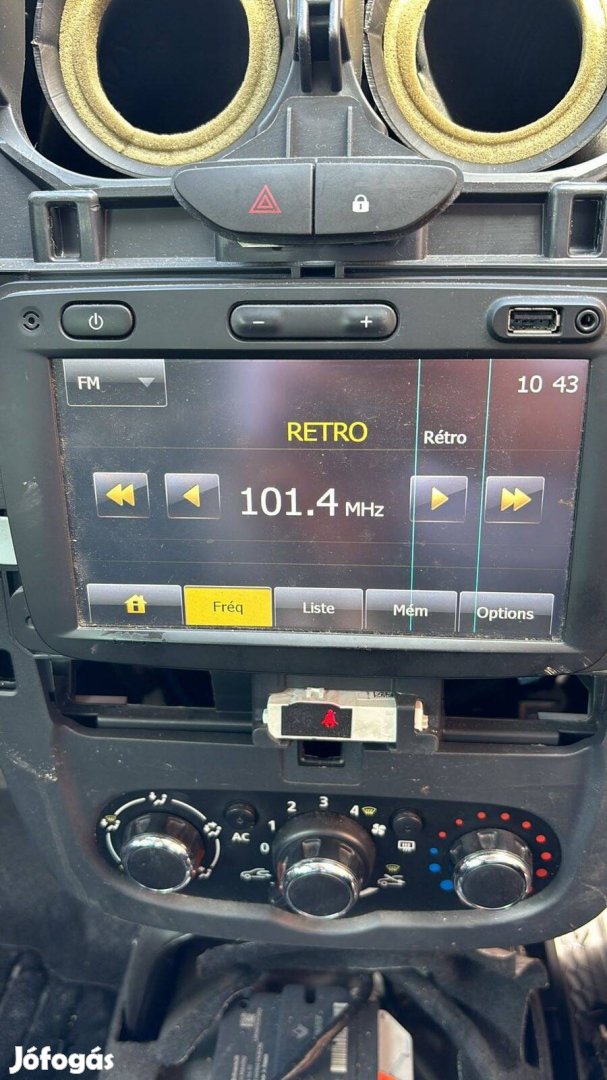 FM
10 43
RETRO
Rétro
101.4 MHz
Fréq
Liste
Mém
Options
0 1 2 3 4
AC
Jófogás